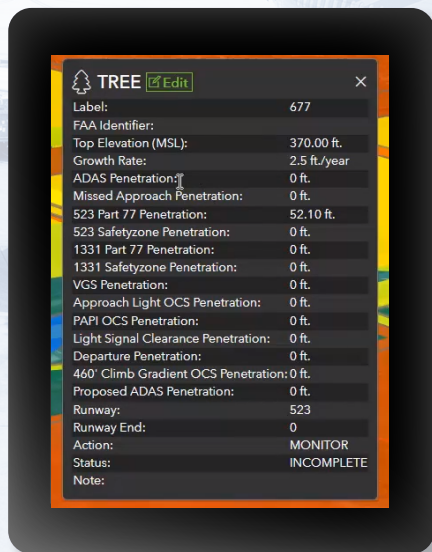 TREE Edit
Label: 677
FAA Identifier:
Top Elevation (MSL): 370.00 ft.
Growth Rate: 2.5 ft./year
ADAS Penetration: 0 ft.
Missed Approach Penetration: 0 ft.
523 Part 77 Penetration: 52.10 ft.
523 Safetyzone Penetration: 0 ft.
1331 Part 77 Penetration: 0 ft.
1331 Safetyzone Penetration: 0 ft.
VGS Penetration: 0 ft.
Approach Light OCS Penetration: 0 ft.
PAPI OCS Penetration: 0 ft.
Light Signal Clearance Penetration: 0 ft.
Departure Penetration: 0 ft.
460' Climb Gradient OCS Penetration: 0 ft.
Proposed ADAS Penetration: 0 ft.
Runway: 523
Runway End: 0
Action: MONITOR
Status: INCOMPLETE
Note: